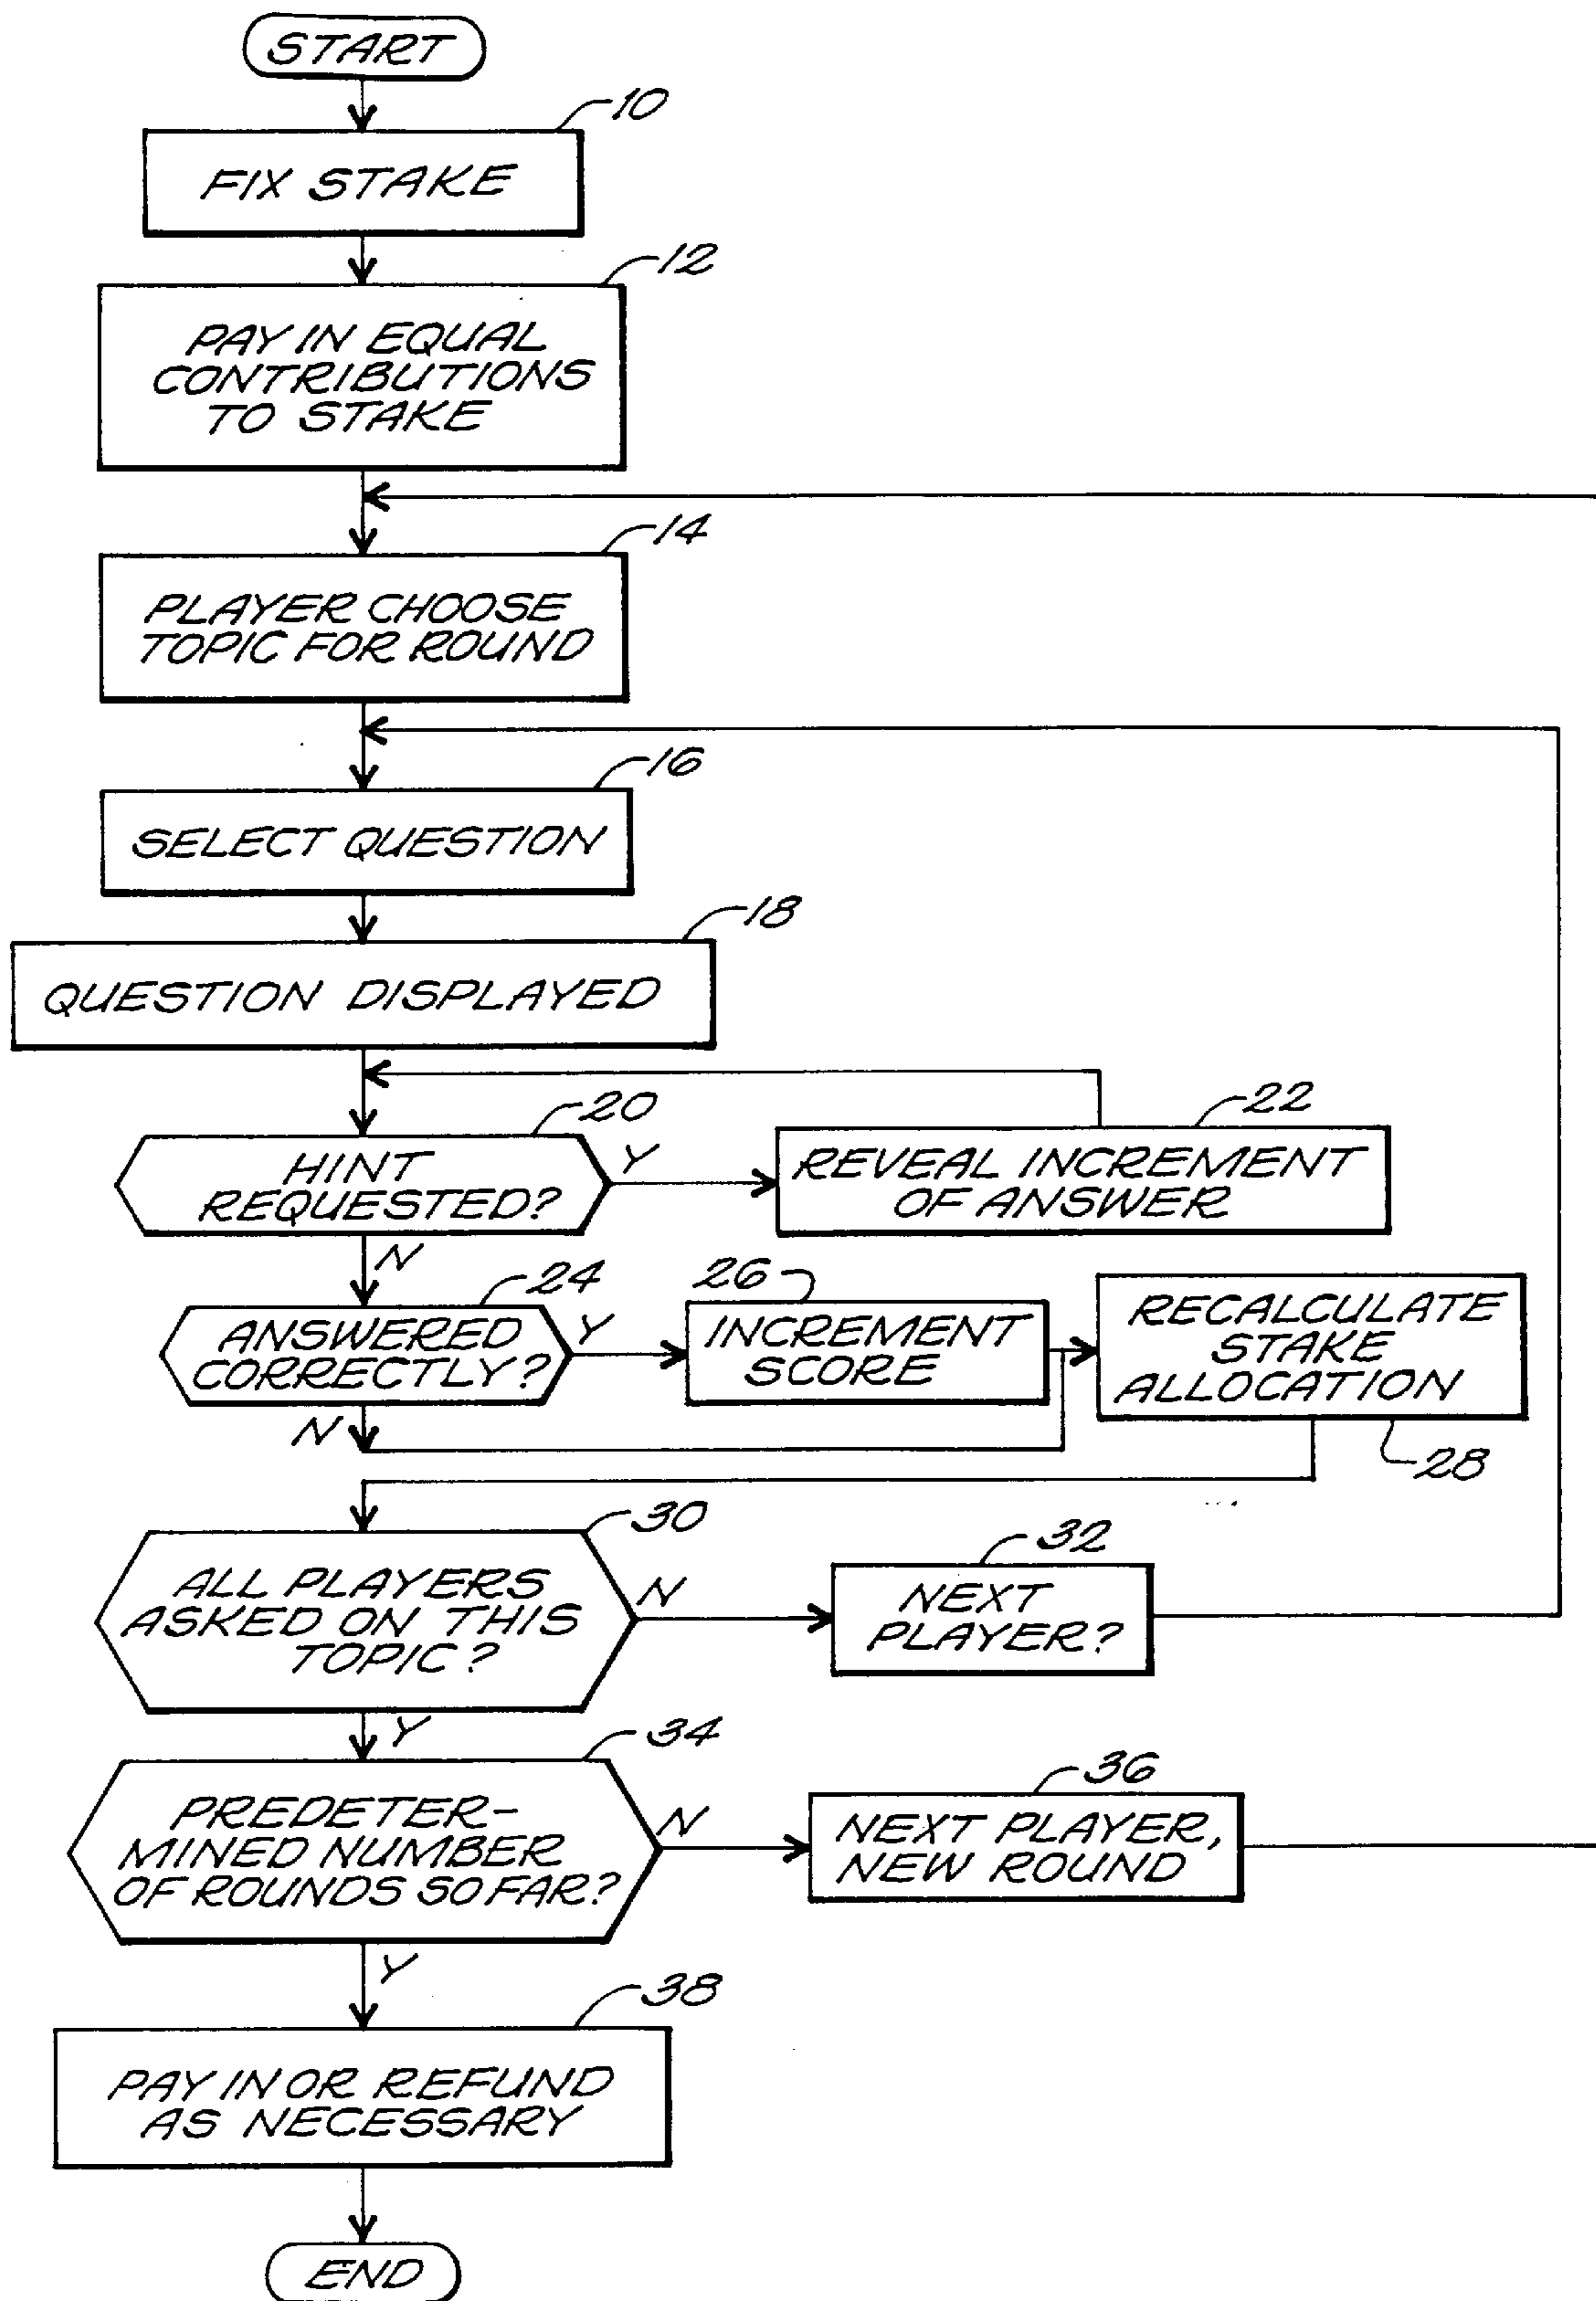 START
10
FIX STAKE
12
PAY IN EQUAL
CONTRIBUTIONS
TO STAKE
14
PLAYER CHOOSE
TOPIC FOR ROUND
16
SELECT QUESTION
18
QUESTION DISPLAYED
20
HINT
REQUESTED?
Y
22
REVEAL INCREMENT
OF ANSWER
N
24
ANSWERED
CORRECTLY?
Y
26
INCREMENT
SCORE
RECALCULATE
STAKE
ALLOCATION
28
N
30
ALL PLAYERS
ASKED ON THIS
TOPIC?
N
32
NEXT
PLAYER?
Y
34
PREDETER-
MINED NUMBER
OF ROUNDS SO FAR?
N
36
NEXT PLAYER,
NEW ROUND
Y
38
PAY IN OR REFUND
AS NECESSARY
END